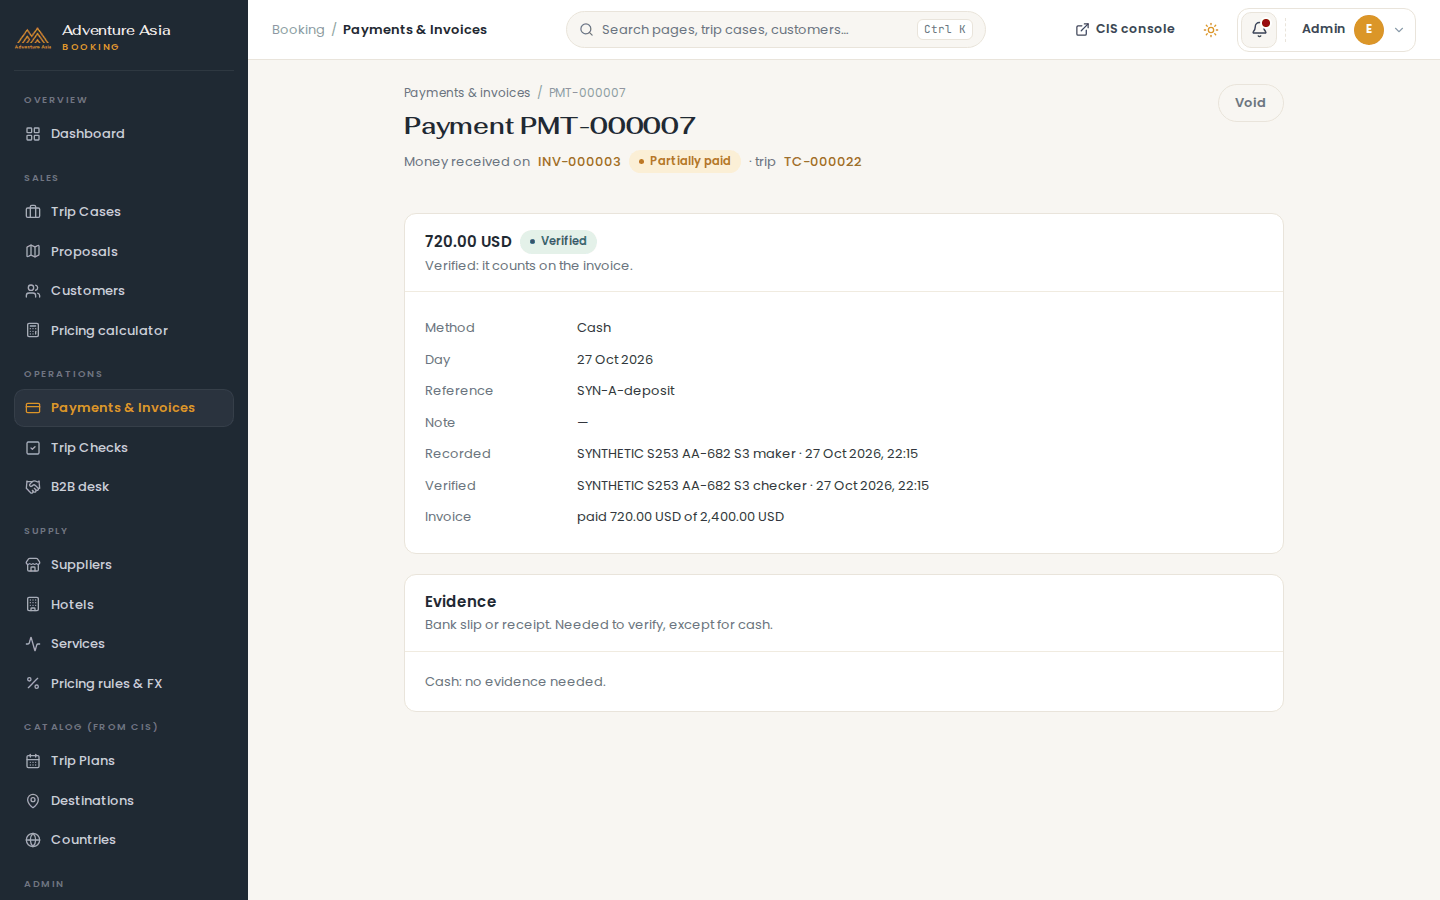 Adventure Asia
BOOKING
Adventure Asia
OVERVIEW
Dashboard
SALES
Trip Cases
Proposals
Customers
Pricing calculator
OPERATIONS
Payments & Invoices
Trip Checks
B2B desk
SUPPLY
Suppliers
Hotels
Services
Pricing rules & FX
CATALOG (FROM CIS)
Trip Plans
Destinations
Countries
ADMIN
Booking / Payments & Invoices
Search pages, trip cases, customers... Ctrl K
CIS console
Admin E
Payments & invoices / PMT-000007
Void
Payment PMT-000007
Money received on INV-000003 Partially paid · trip TC-000022
720.00 USD Verified
Verified: it counts on the invoice.
Method Cash
Day 27 Oct 2026
Reference SYN-A-deposit
Note —
Recorded SYNTHETIC S253 AA-682 S3 maker · 27 Oct 2026, 22:15
Verified SYNTHETIC S253 AA-682 S3 checker · 27 Oct 2026, 22:15
Invoice paid 720.00 USD of 2,400.00 USD
Evidence
Bank slip or receipt. Needed to verify, except for cash.
Cash: no evidence needed.